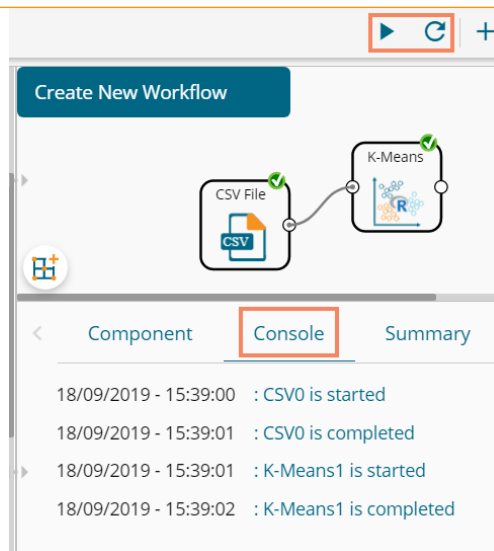 Create New Workflow
K-Means
CSV File
R
CSV
Component Console Summary
18/09/2019 - 15:39:00 : CSV0 is started
18/09/2019 - 15:39:01 : CSV0 is completed
18/09/2019 - 15:39:01 : K-Means1 is started
18/09/2019 - 15:39:02 : K-Means1 is completed